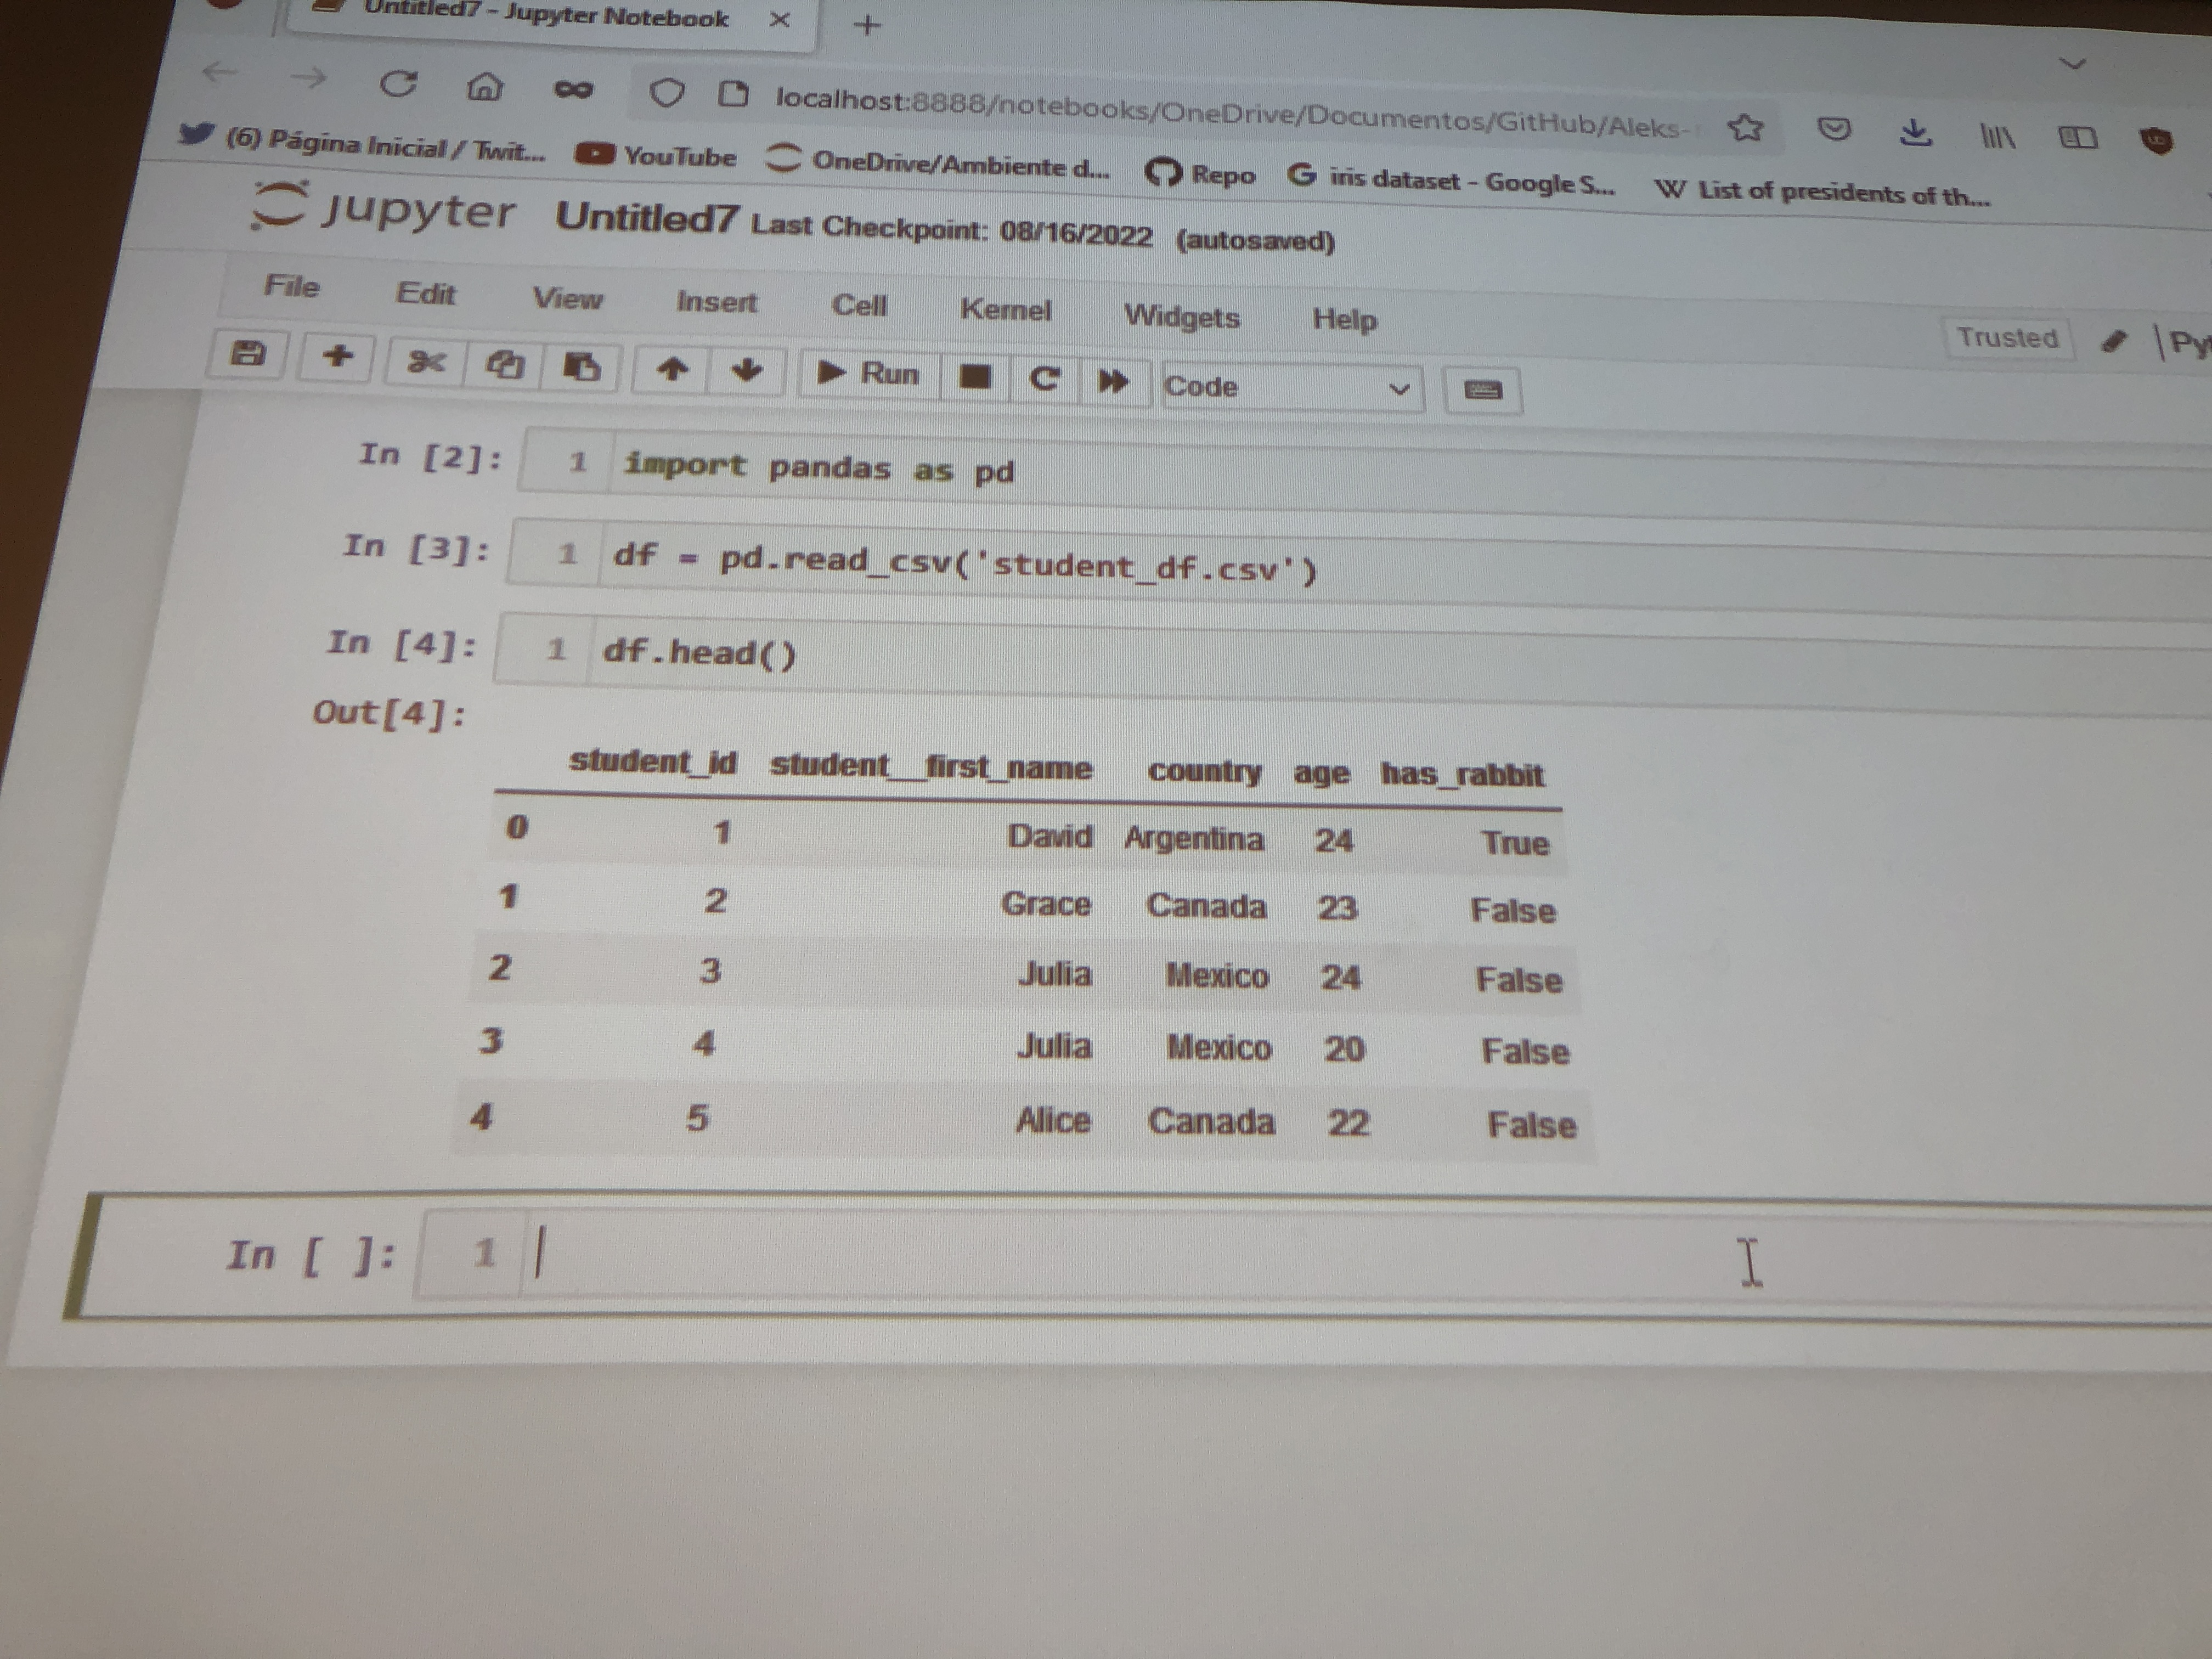 Untitled7 - Jupyter Notebook
localhost:8888/notebooks/OneDrive/Documentos/GitHub/Aleks-
(6) Página Inicial / Twit... YouTube OneDrive/Ambiente d... Repo iris dataset - Google S... List of presidents of th...
jupyter Untitled7 Last Checkpoint: 08/16/2022 (autosaved)
File Edit View Insert Cell Kernel Widgets Help Trusted
Run Code
In [2]: 1 import pandas as pd
In [3]: 1 df = pd.read_csv('student_df.csv')
In [4]: 1 df.head()
Out[4]:
student_id student__first_name country age has_rabbit
0 1 David Argentina 24 True
1 2 Grace Canada 23 False
2 3 Julia Mexico 24 False
3 4 Julia Mexico 20 False
4 5 Alice Canada 22 False
In [ ]: 1